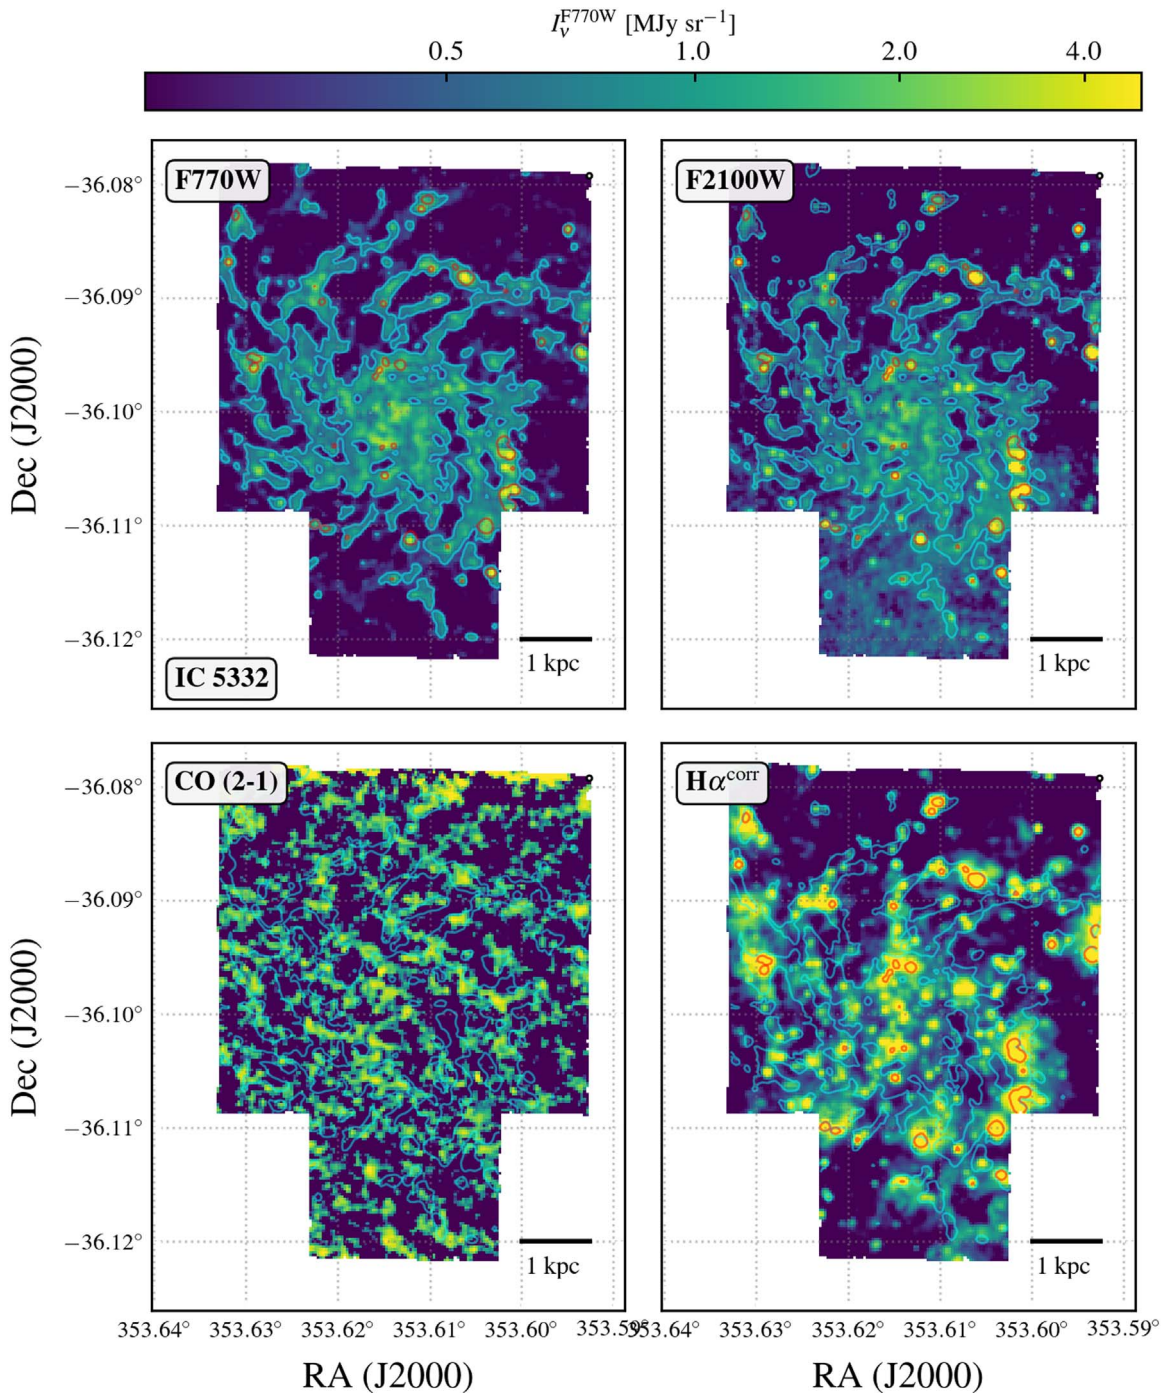 I_ν^F770W [MJy sr⁻¹]
0.5 1.0 2.0 4.0
F770W F2100W
−36.08°
−36.09°
−36.10°
−36.11°
−36.12°
Dec (J2000)
1 kpc 1 kpc
IC 5332
CO (2-1) Hα^corr
−36.08°
−36.09°
−36.10°
−36.11°
−36.12°
Dec (J2000)
1 kpc 1 kpc
353.64° 353.63° 353.62° 353.61° 353.60° 353.59° 353.64° 353.63° 353.62° 353.61° 353.60° 353.59°
RA (J2000) RA (J2000)